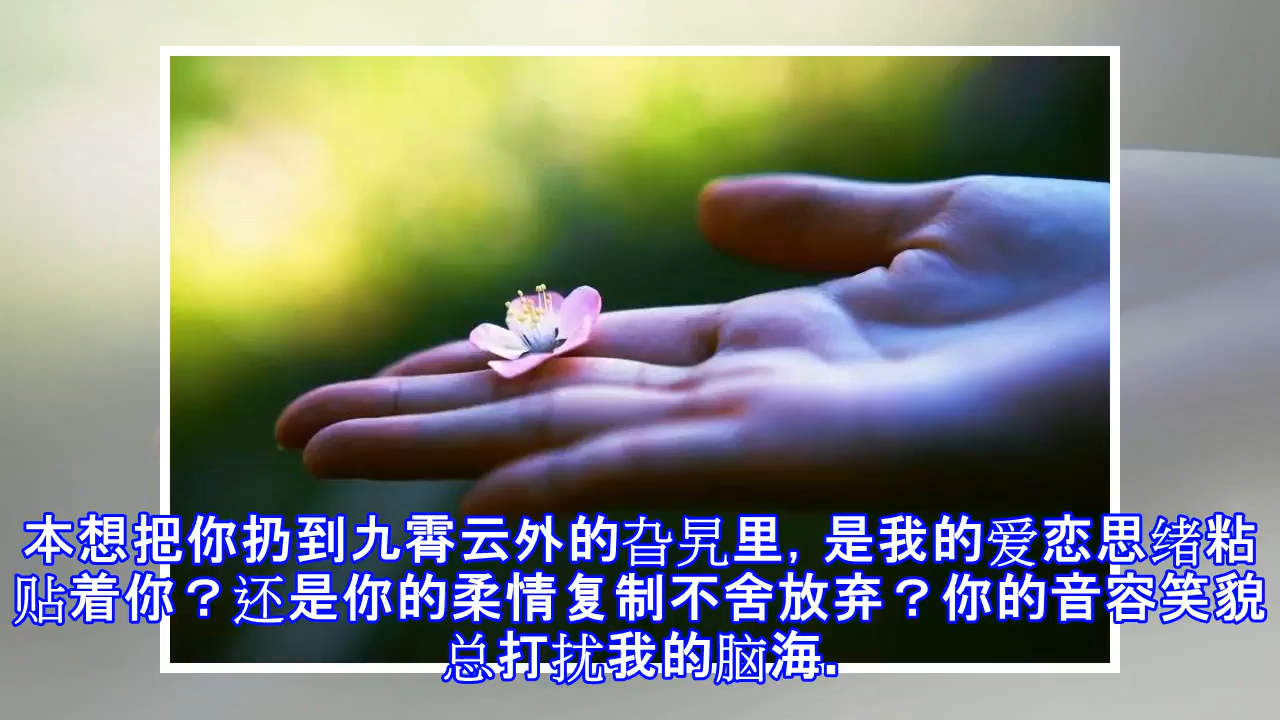 本想把你扔到九霄云外的旮旯里,是我的爱恋思绪粘
贴着你？还是你的柔情复制不舍放弃？你的音容笑貌
总打扰我的脑海.